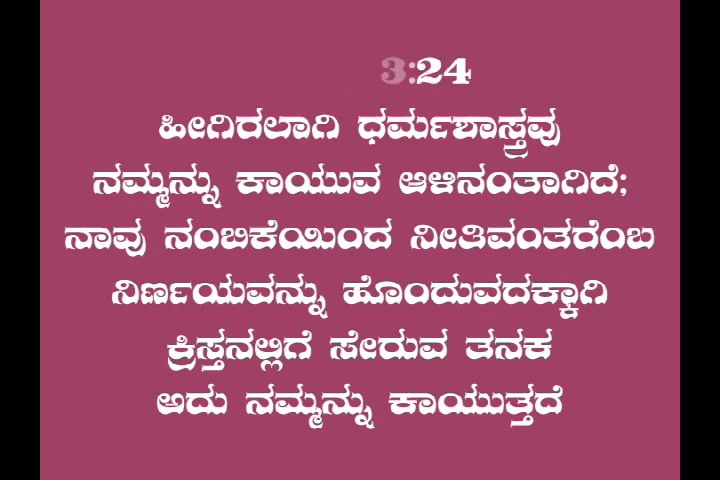 3:24
ಹೀಗಿರಲಾಗಿ ಧರ್ಮಶಾಸ್ತ್ರವು
ನಮ್ಮನ್ನು ಕಾಯುವ ಆಳಿನಂತಾಗಿದೆ;
ನಾವು ನಂಬಿಕೆಯಿಂದ ನೀತಿವಂತರೆಂಬ
ನಿರ್ಣಯವನ್ನು ಹೊಂದುವದಕ್ಕಾಗಿ
ಕ್ರಿಸ್ತನಲ್ಲಿಗೆ ಸೇರುವ ತನಕ
ಅದು ನಮ್ಮನ್ನು ಕಾಯುತ್ತದೆ